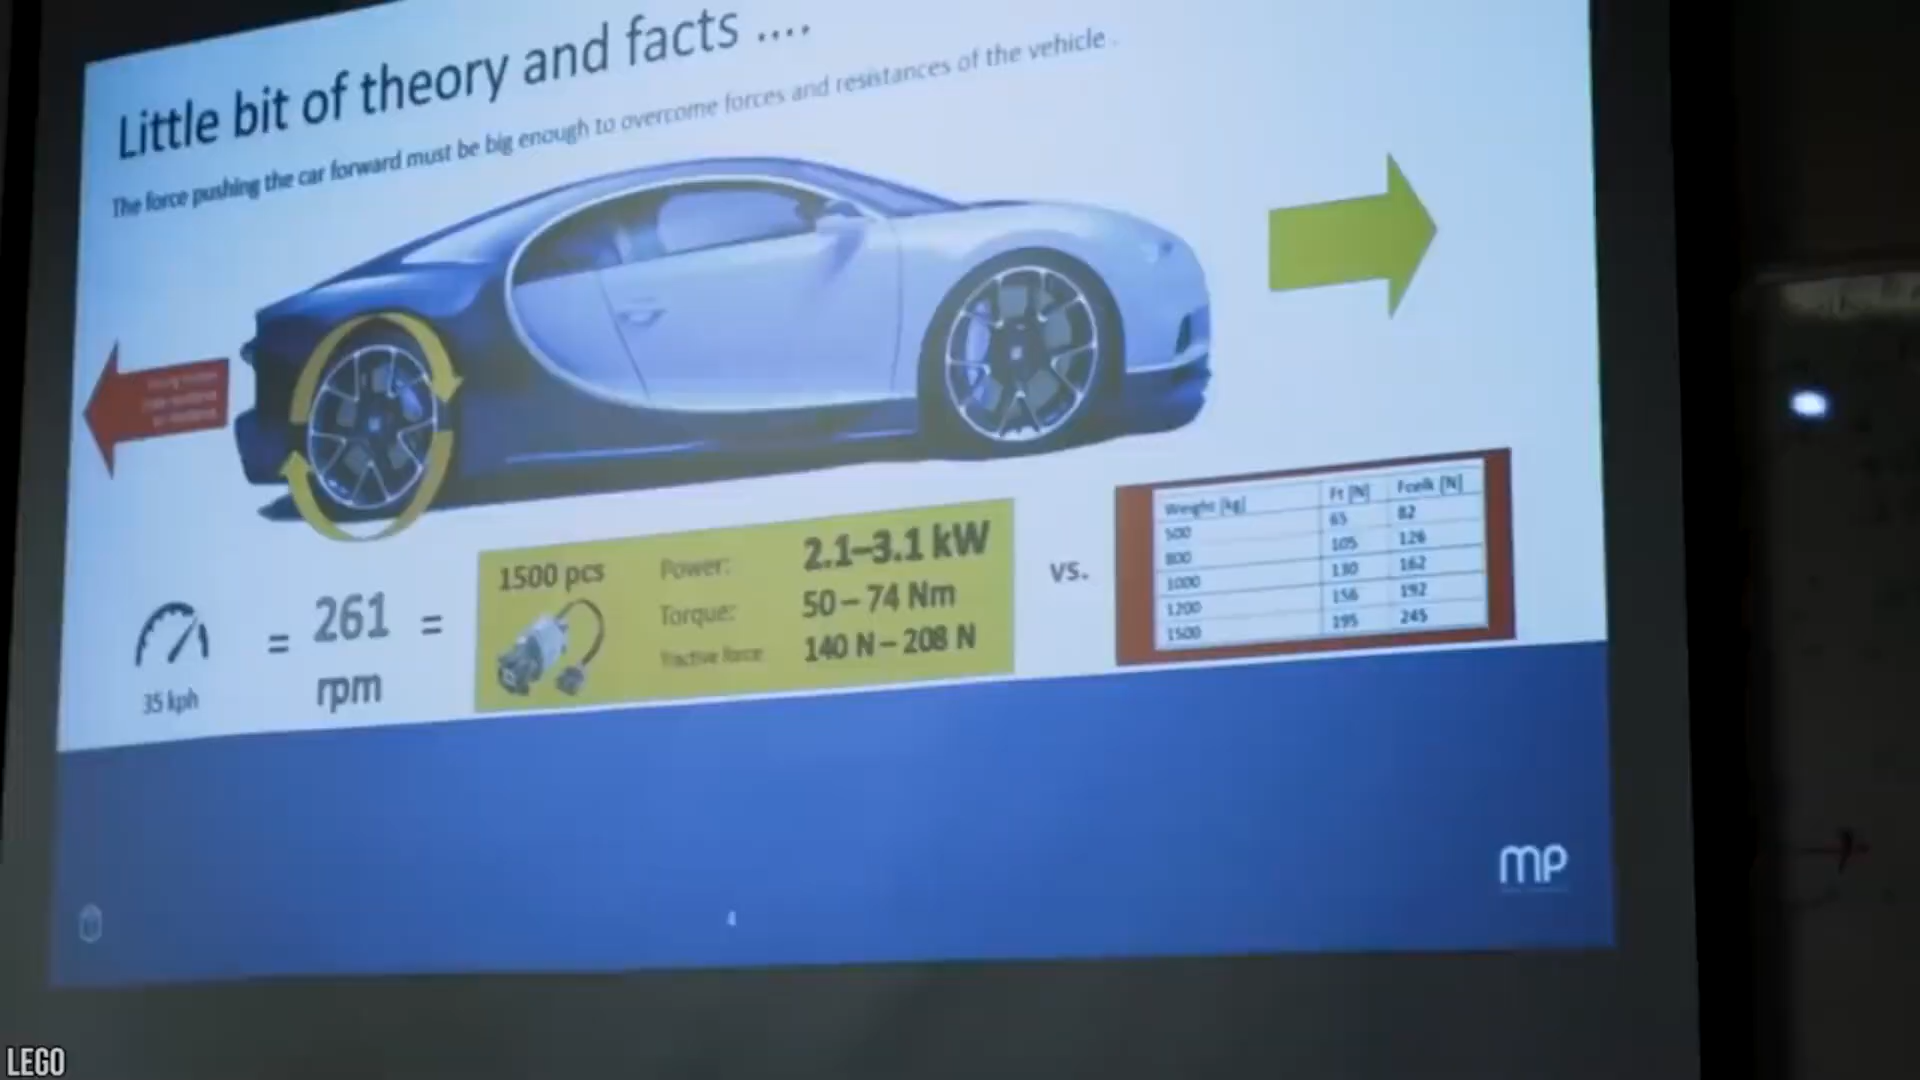 Little bit of theory and facts ....
The force pushing the car forward must be big enough to overcome forces and resistances of the vehicle.
35 kph
=
261
rpm
=
1500 pcs
Power: 2.1–3.1 kW
Torque: 50 – 74 Nm
Tractive force 140 N – 208 N
vs.
Weight [kg] Ft [N] Fcelk [N]
500 65 82
800 105 126
1000 130 162
1200 156 192
1500 195 245
4
mp
LEGO